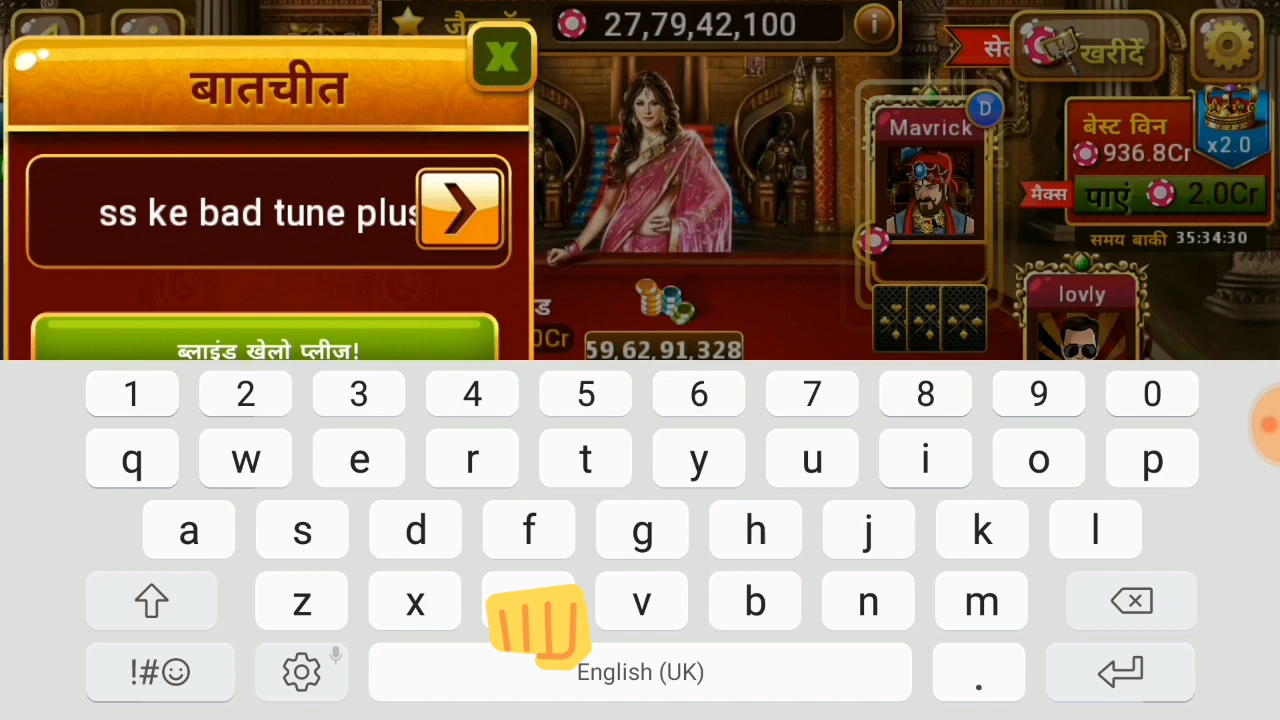 27,79,42,100
i
खरीदें
बातचीत
X
ss ke bad tune plus
ब्लाइंड खेलो प्लीज!
Mavrick
D
बेस्ट विन
936.8Cr
x2.0
मैक्स
पाएं 2.0Cr
समय बाकी 35:34:30
lovly
0Cr
59,62,91,328
1 2 3 4 5 6 7 8 9 0
q w e r t y u i o p
a s d f g h j k l
z x v b n m
!#
English (UK)
.